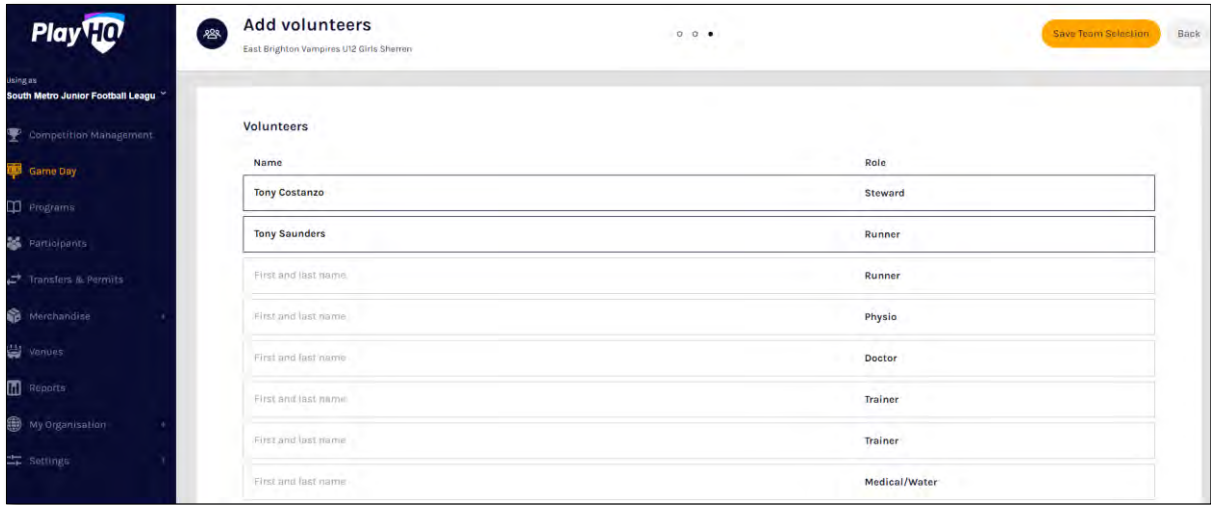 PlayHQ
Using as
South Metro Junior Football Leagu
Competition Management
Game Day
Programs
Participants
Transfers & Permits
Merchandise
Venues
Reports
My Organisation
Settings
Add volunteers
East Brighton Vampires U12 Girls Sherren
Save Team Selection
Back
Volunteers
Name Role
Tony Costanzo Steward
Tony Saunders Runner
First and last name Runner
First and last name Physio
First and last name Doctor
First and last name Trainer
First and last name Trainer
First and last name Medical/Water